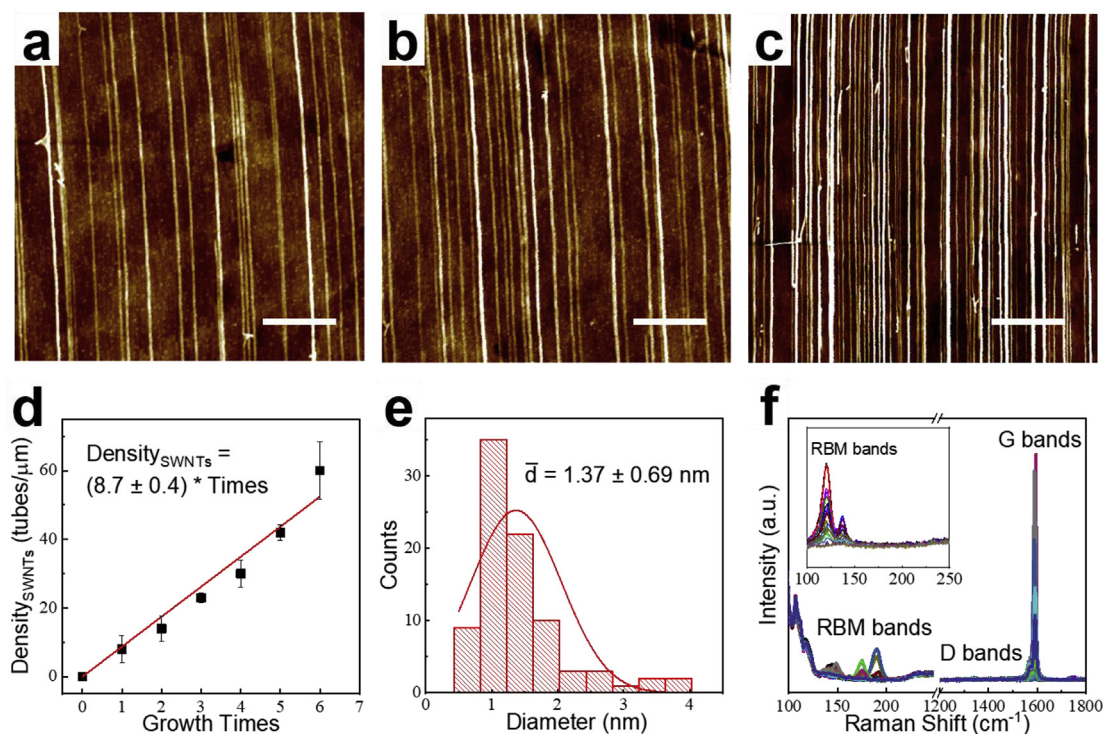 a
b
c
d
Density_SWNTs =
(8.7 ± 0.4) * Times
Density_SWNTs (tubes/μm)
60
40
20
0
0 1 2 3 4 5 6 7
Growth Times
e
d̅ = 1.37 ± 0.69 nm
Counts
30
20
10
0
0 1 2 3 4
Diameter (nm)
f
G bands
RBM bands
100 150 200 250
Intensity (a.u.)
RBM bands
D bands
100 150 200 1200 1400 1600 1800
Raman Shift (cm⁻¹)